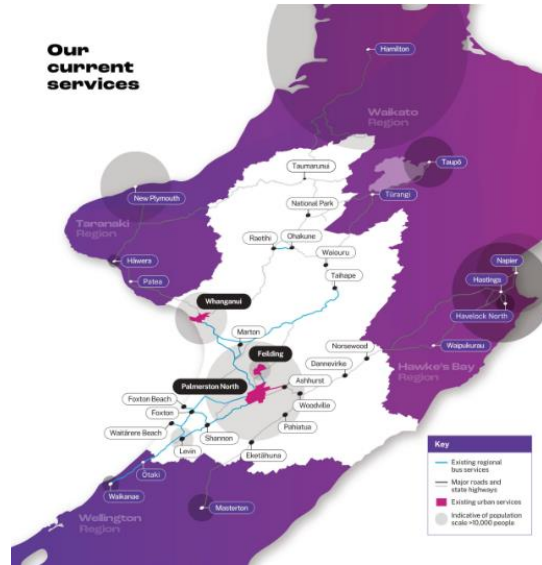 Our
current
services
Hamilton
Waikato
Region
Taumarunui
Taupō
New Plymouth
Tūrangi
National Park
Taranaki
Region
Raetihi
Ohakune
Hāwera
Waiouru
Napier
Patea
Taihape
Hastings
Whanganui
Havelock North
Marton
Norsewood
Waipukurau
Feilding
Dannevirke
Hawke's Bay
Region
Palmerston North
Ashhurst
Foxton Beach
Woodville
Foxton
Pohiatua
Waitārere Beach
Shannon
Levin
Eketāhuna
Ōtaki
Waikanae
Masterton
Wellington
Region
Key
Existing regional
bus services
Major roads and
state highways
Existing urban services
Indicative of population
scale =10,000 people